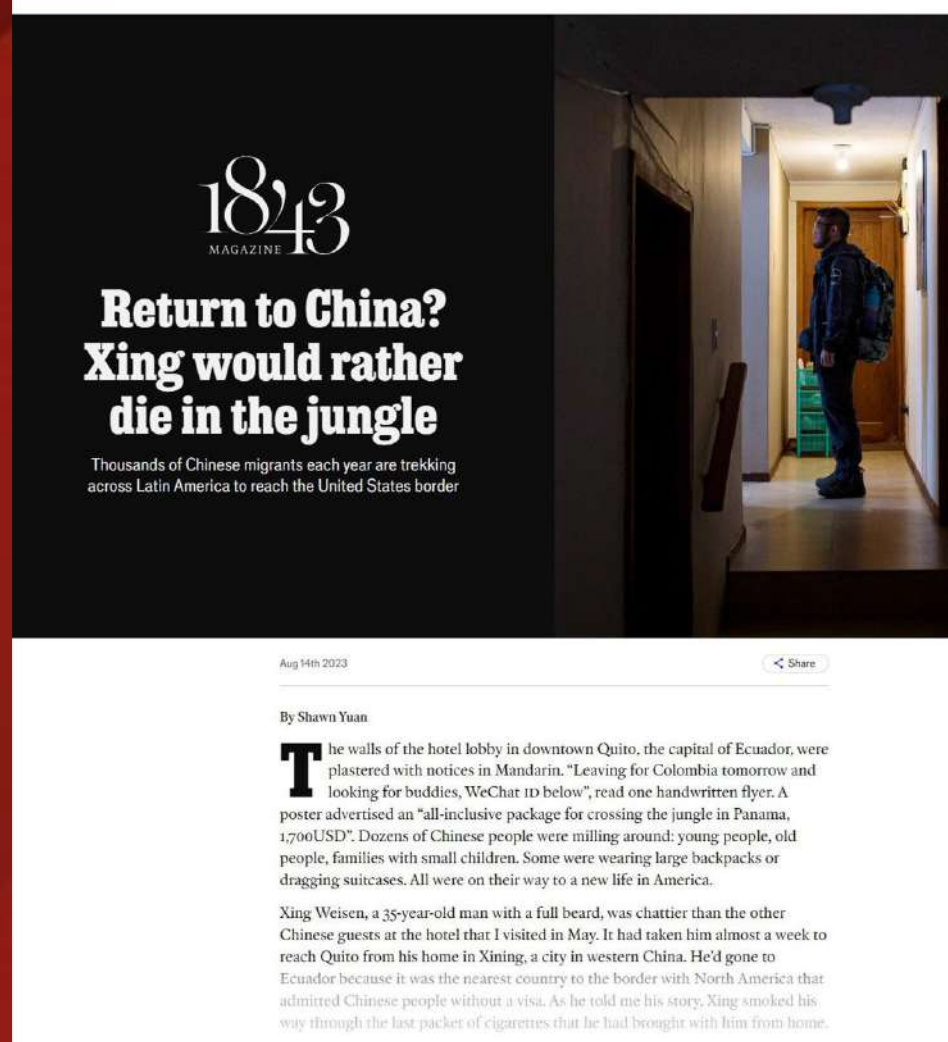 1843
MAGAZINE
Return to China?
Xing would rather
die in the jungle
Thousands of Chinese migrants each year are trekking
across Latin America to reach the United States border
Aug 14th 2023
Share
By Shawn Yuan
The walls of the hotel lobby in downtown Quito, the capital of Ecuador, were
plastered with notices in Mandarin. “Leaving for Colombia tomorrow and
looking for buddies, WeChat ID below”, read one handwritten flyer. A
poster advertised an “all-inclusive package for crossing the jungle in Panama,
1,700USD”. Dozens of Chinese people were milling around: young people, old
people, families with small children. Some were wearing large backpacks or
dragging suitcases. All were on their way to a new life in America.
Xing Weisen, a 35-year-old man with a full beard, was chattier than the other
Chinese guests at the hotel that I visited in May. It had taken him almost a week to
reach Quito from his home in Xining, a city in western China. He’d gone to
Ecuador because it was the nearest country to the border with North America that
admitted Chinese people without a visa. As he told me his story, Xing smoked his
way through the last packet of cigarettes that he had brought with him from home.